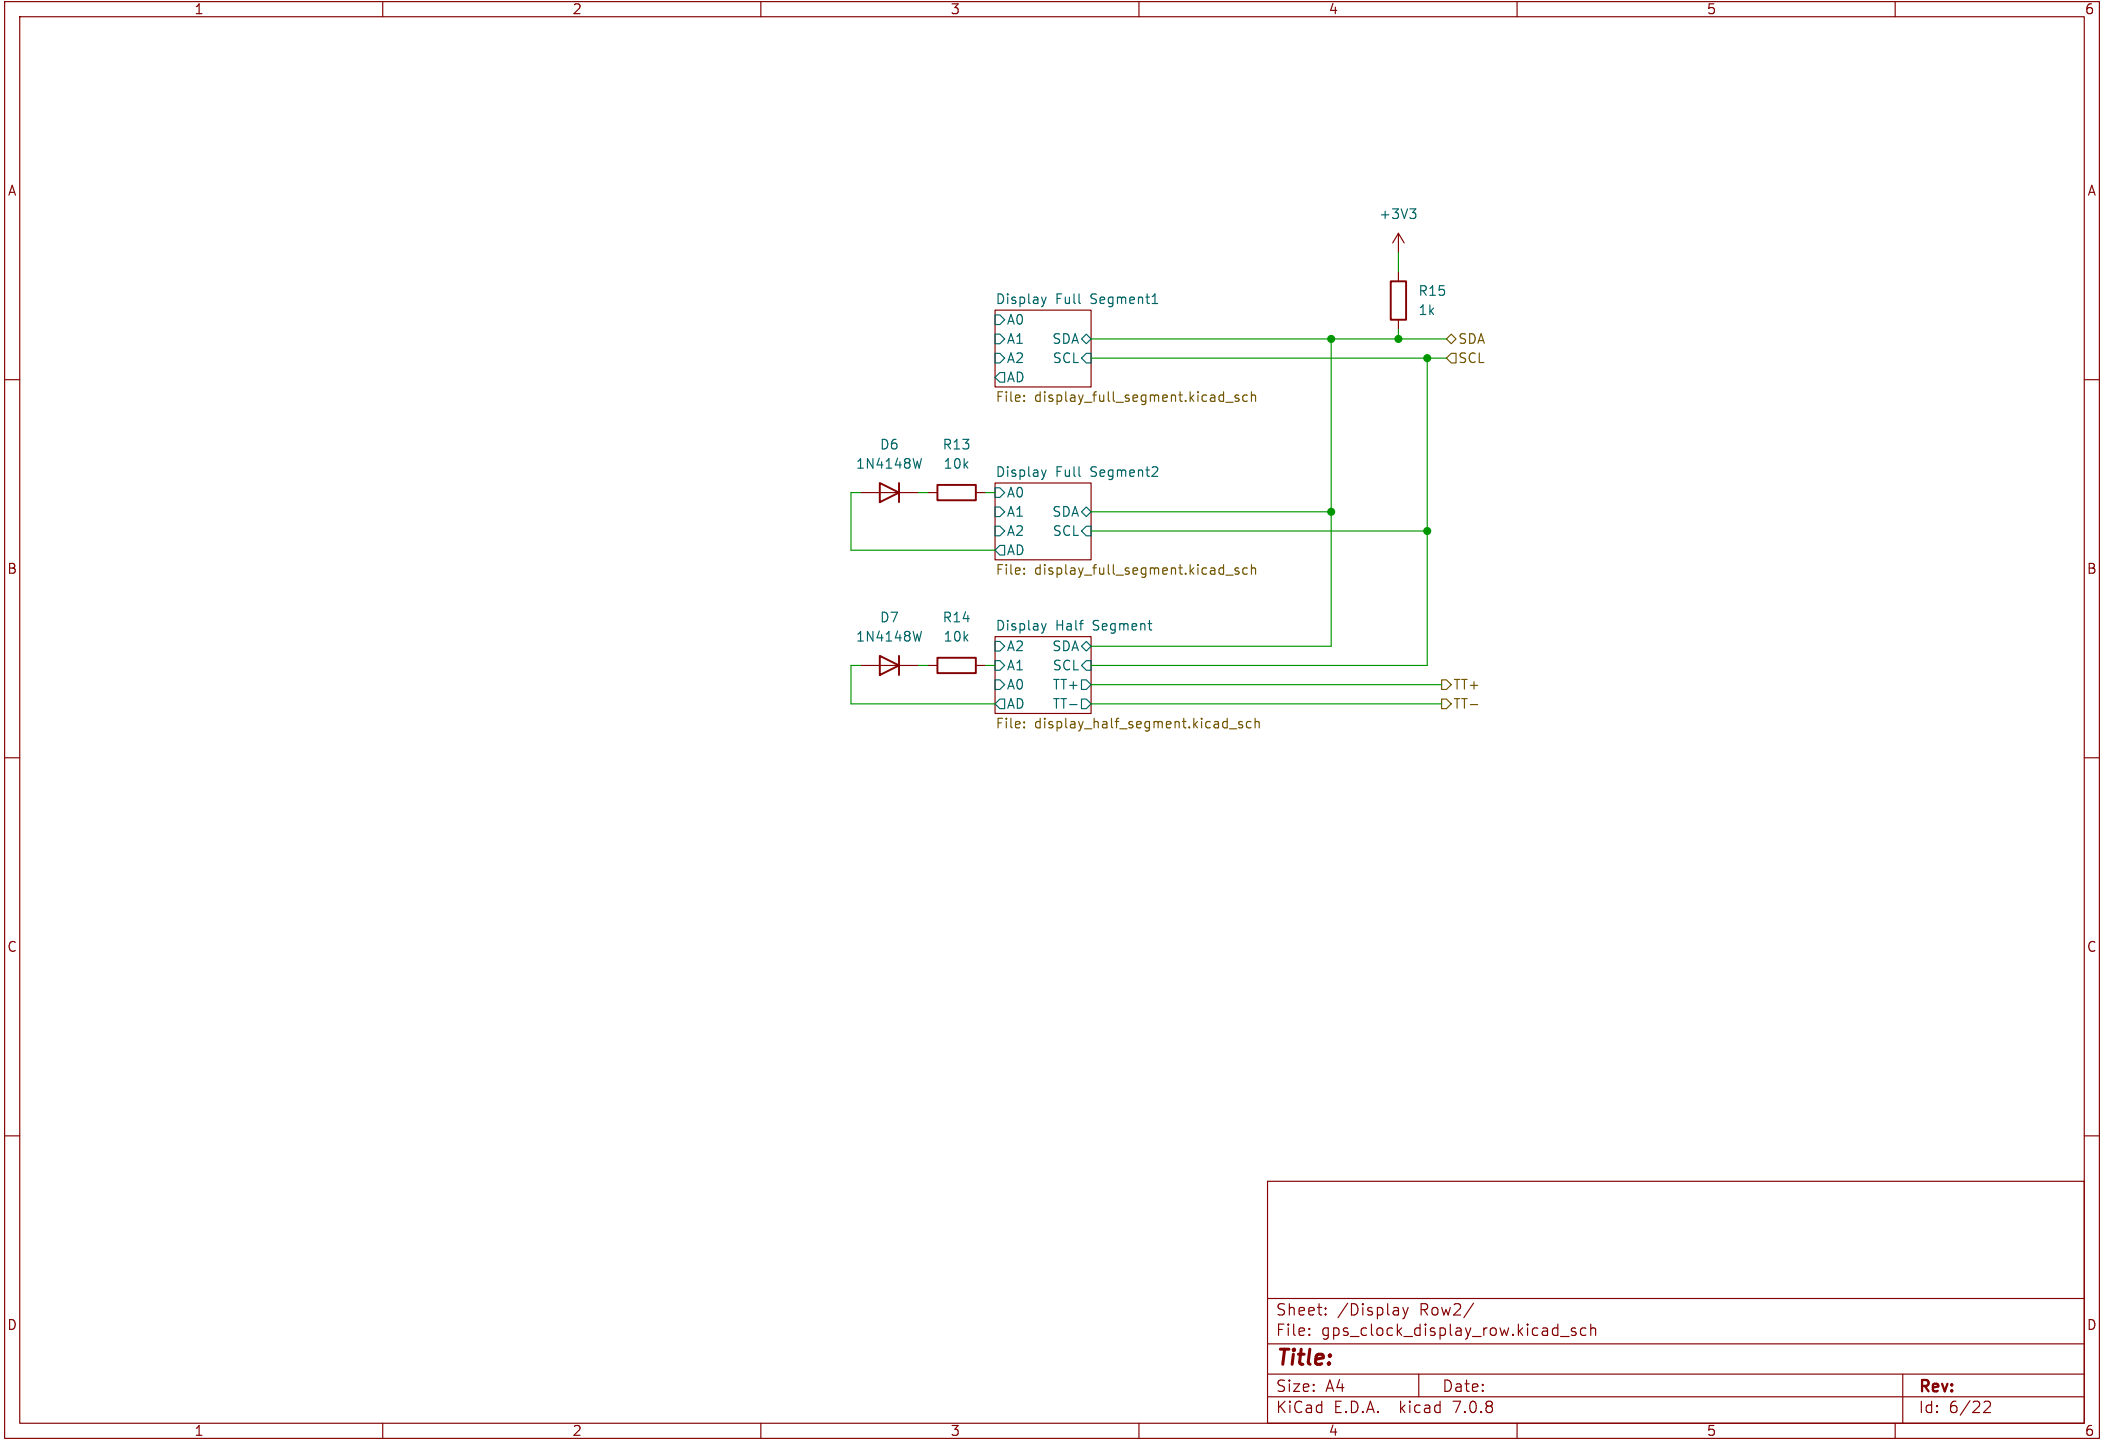 1 2 3 4 5 6
A A
+3V3
R15
1k
Display Full Segment1
A0
A1 SDA SDA
A2 SCL SCL
AD
File: display_full_segment.kicad_sch
D6 R13
1N4148W 10k
Display Full Segment2
A0
A1 SDA
A2 SCL
AD
File: display_full_segment.kicad_sch
B B
D7 R14
1N4148W 10k
Display Half Segment
A2 SDA
A1 SCL
A0 TT+ TT+
AD TT- TT-
File: display_half_segment.kicad_sch
C C
D D
Sheet: /Display Row2/
File: gps_clock_display_row.kicad_sch
Title:
Size: A4 Date: Rev:
KiCad E.D.A. kicad 7.0.8 Id: 6/22
1 2 3 4 5 6